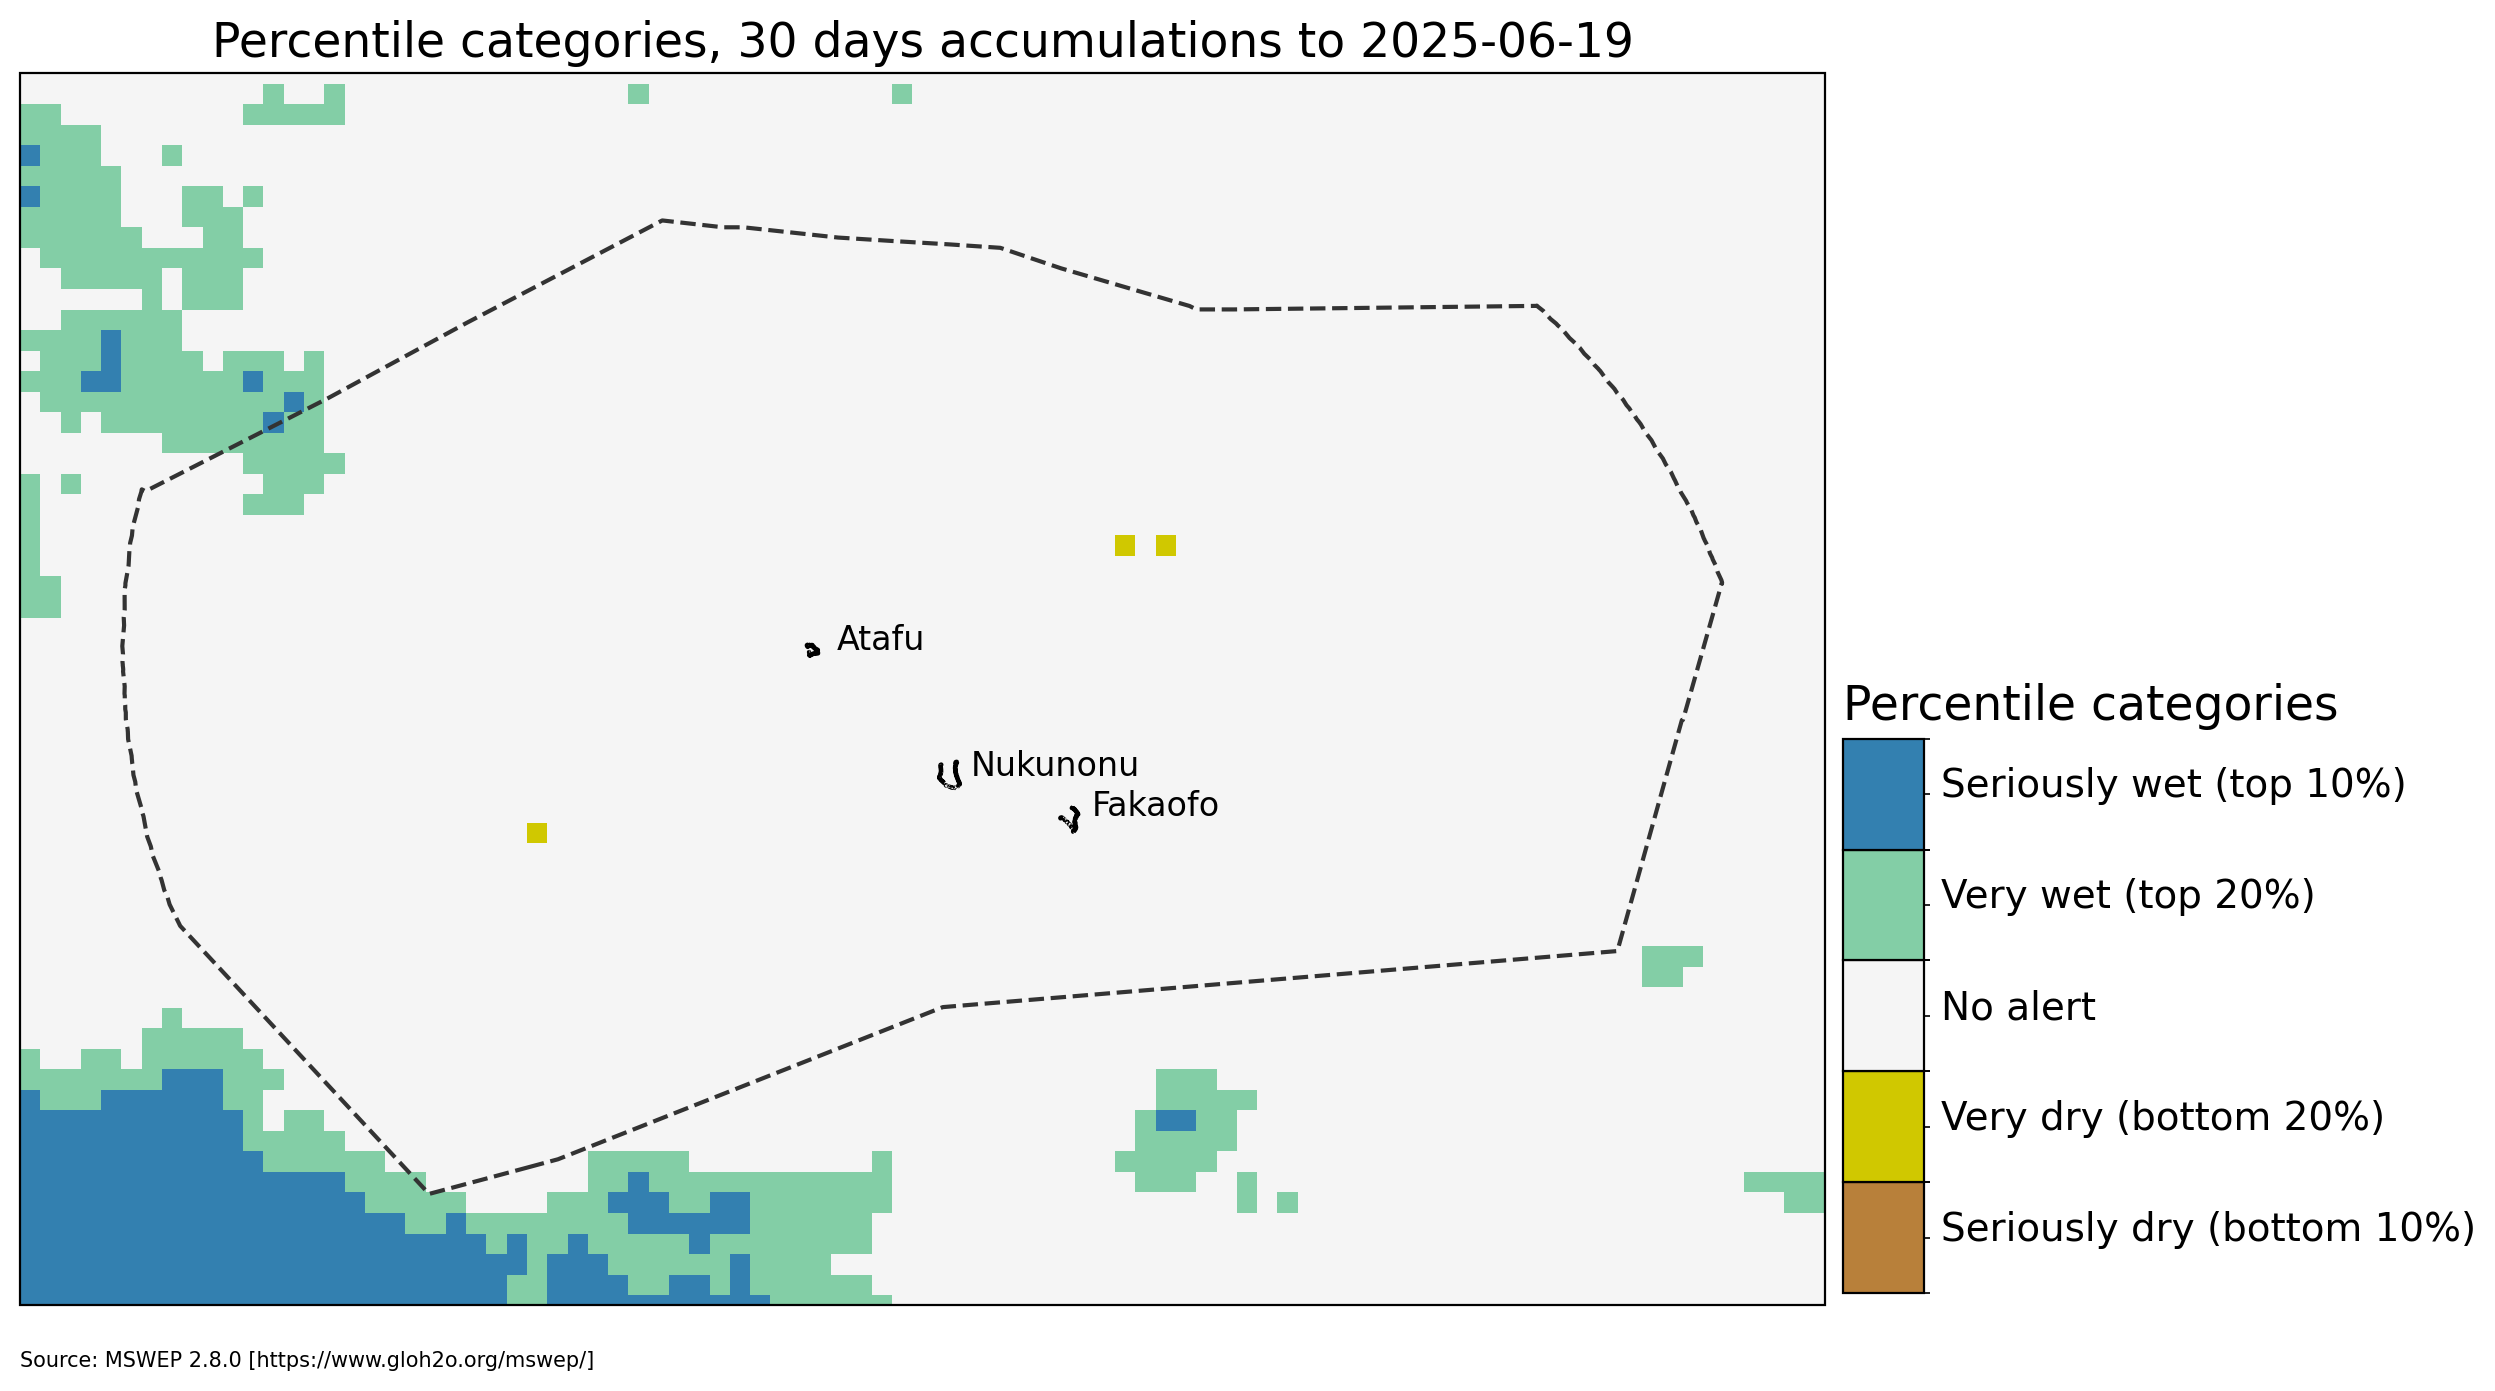 Percentile categories, 30 days accumulations to 2025-06-19
Atafu
Nukunonu
Fakaofo
Percentile categories
Seriously wet (top 10%)
Very wet (top 20%)
No alert
Very dry (bottom 20%)
Seriously dry (bottom 10%)
Source: MSWEP 2.8.0 [https://www.gloh2o.org/mswep/]